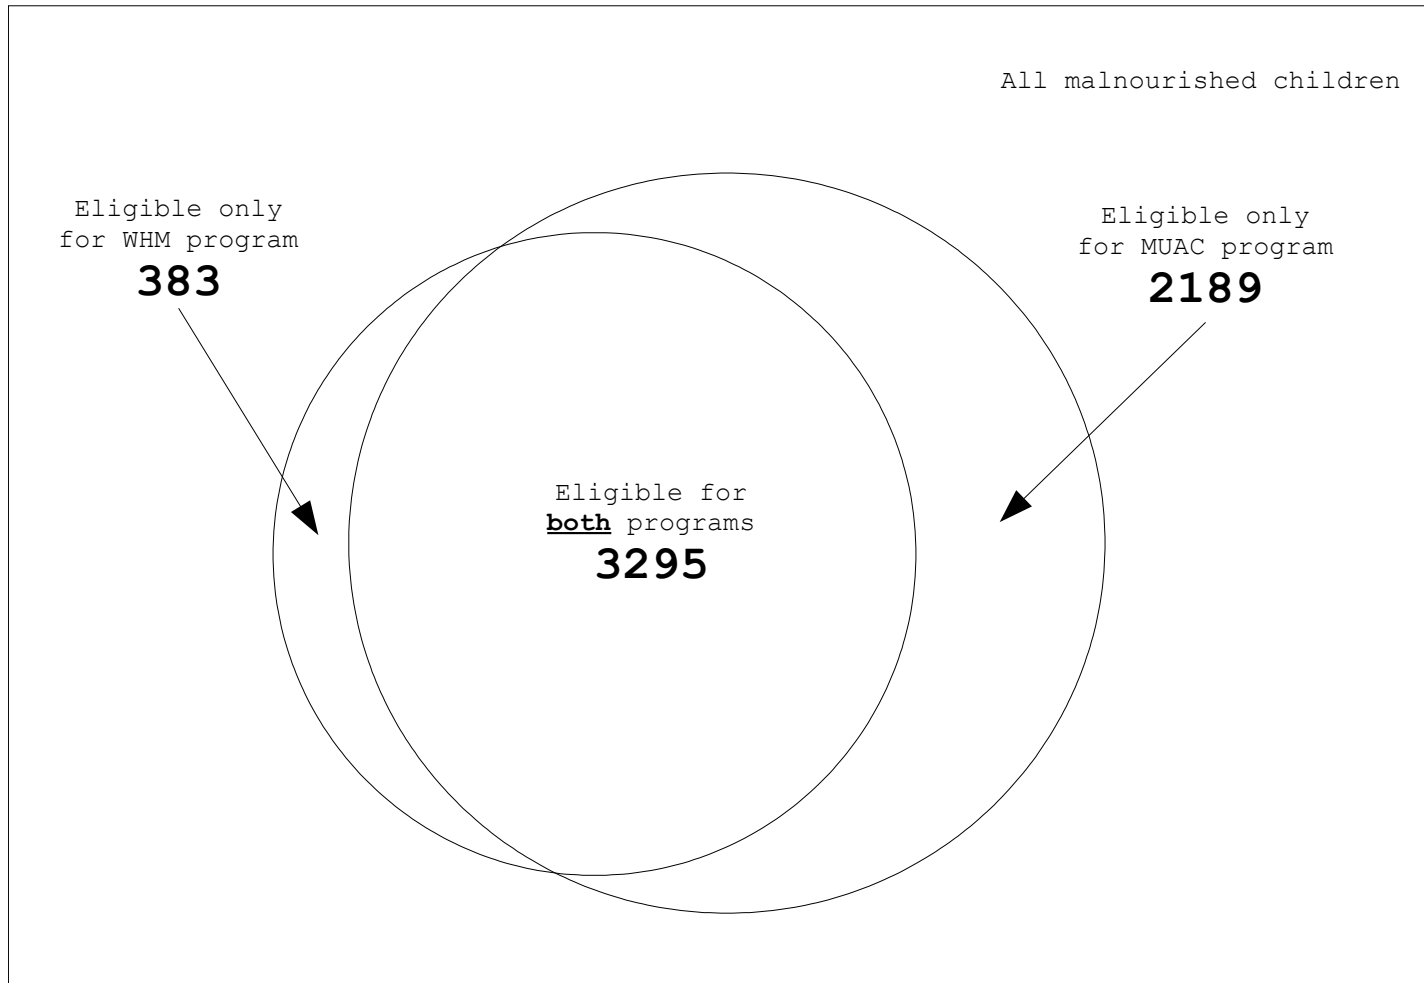 All malnourished children
Eligible only
for WHM program
383
Eligible only
for MUAC program
2189
Eligible for
both programs
3295